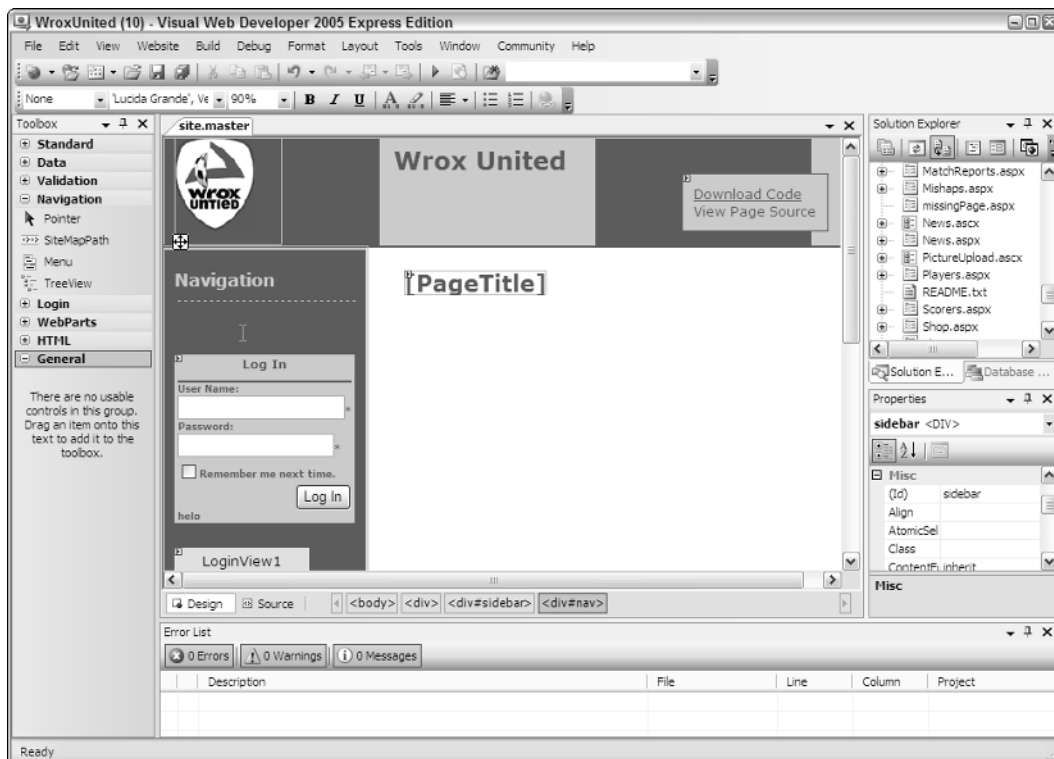 WroxUnited (10) - Visual Web Developer 2005 Express Edition
File Edit View Website Build Debug Format Layout Tools Window Community Help
None 'Lucida Grande', Ve 90% B I U A
Toolbox
Standard
Data
Validation
Navigation
Pointer
SiteMapPath
Menu
TreeView
Login
WebParts
HTML
General
There are no usable
controls in this group.
Drag an item onto this
text to add it to the
toolbox.
site.master
wrox
UNTIED
Wrox United
Download Code
View Page Source
Navigation
[PageTitle]
Log In
User Name:
*
Password:
*
Remember me next time.
Log In
help
LoginView1
Design Source <body> <div> <div#sidebar> <div#nav>
Solution Explorer
MatchReports.aspx
Mishaps.aspx
missingPage.aspx
News.ascx
News.aspx
PictureUpload.ascx
Players.aspx
README.txt
Scorers.aspx
Shop.aspx
Solution E... Database ...
Properties
sidebar <DIV>
Misc
(Id) sidebar
Align
AtomicSel
Class
ContentEditable inherit
Misc
Error List
0 Errors 0 Warnings 0 Messages
Description File Line Column Project
Ready